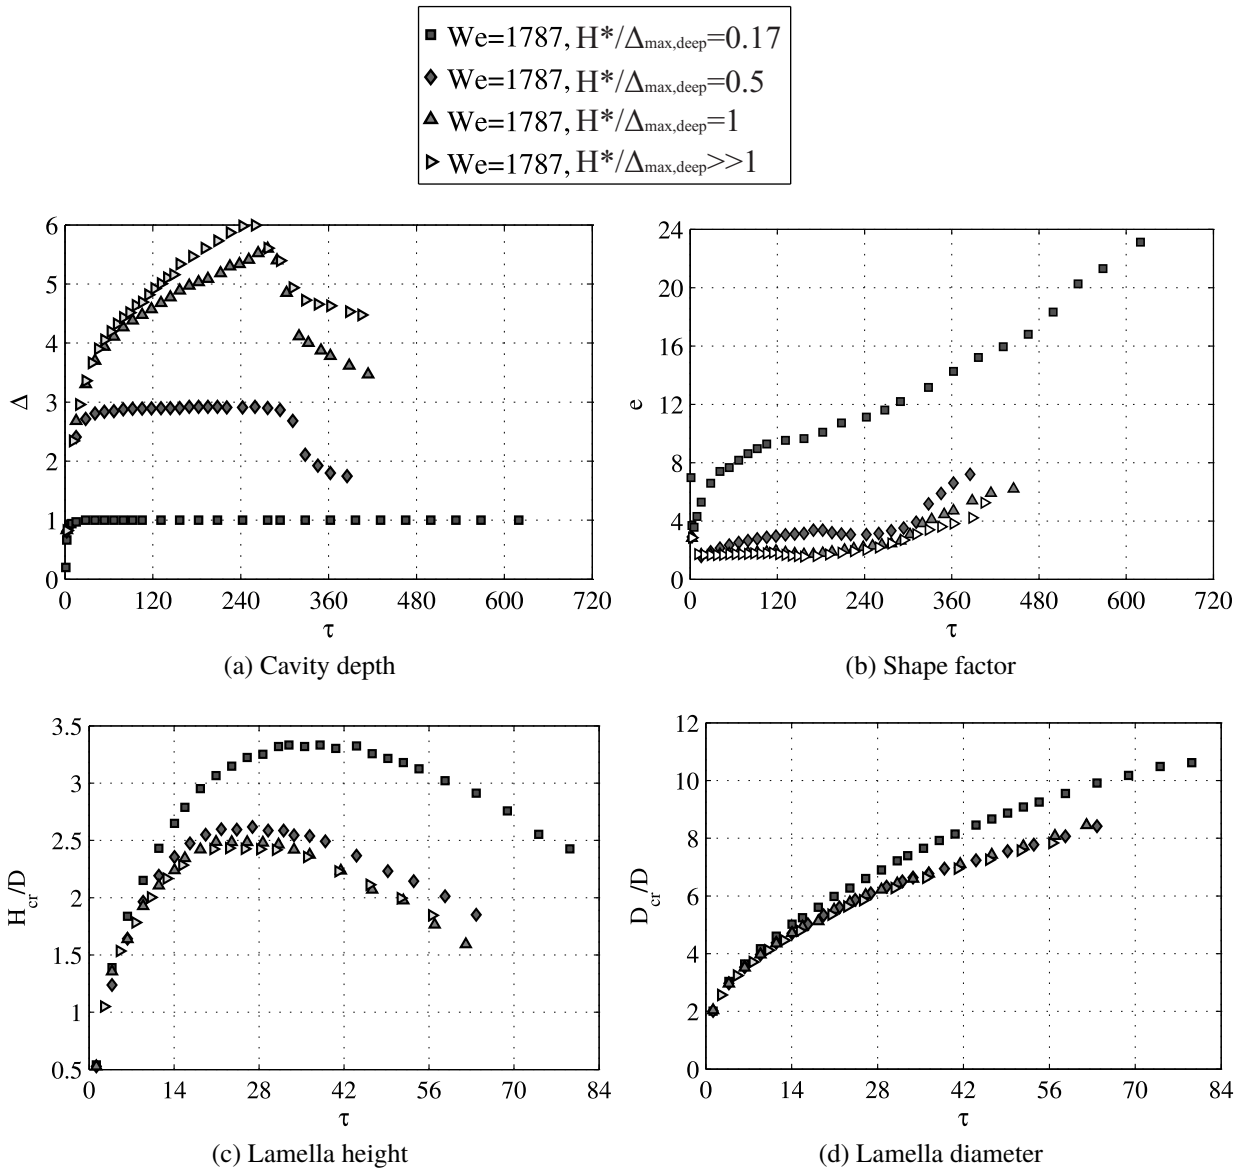 We=1787, H*/Δmax,deep=0.17
We=1787, H*/Δmax,deep=0.5
We=1787, H*/Δmax,deep=1
We=1787, H*/Δmax,deep>>1
6
5
4
3
2
1
0
Δ
0 120 240 360 480 600 720
τ
(a) Cavity depth
24
20
16
12
8
4
0
e
0 120 240 360 480 600 720
τ
(b) Shape factor
3.5
3
2.5
2
1.5
1
0.5
H_cr/D
0 14 28 42 56 70 84
τ
(c) Lamella height
12
10
8
6
4
2
0
D_cr/D
0 14 28 42 56 70 84
τ
(d) Lamella diameter